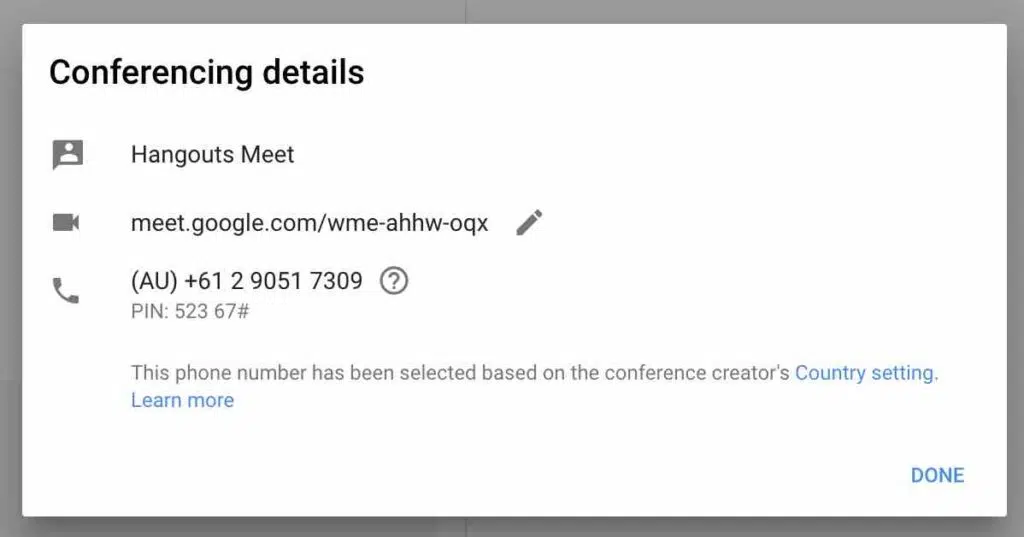 Conferencing details
Hangouts Meet
meet.google.com/wme-ahhw-oqx
(AU) +61 2 9051 7309
PIN: 523 67#
This phone number has been selected based on the conference creator's Country setting.
Learn more
DONE